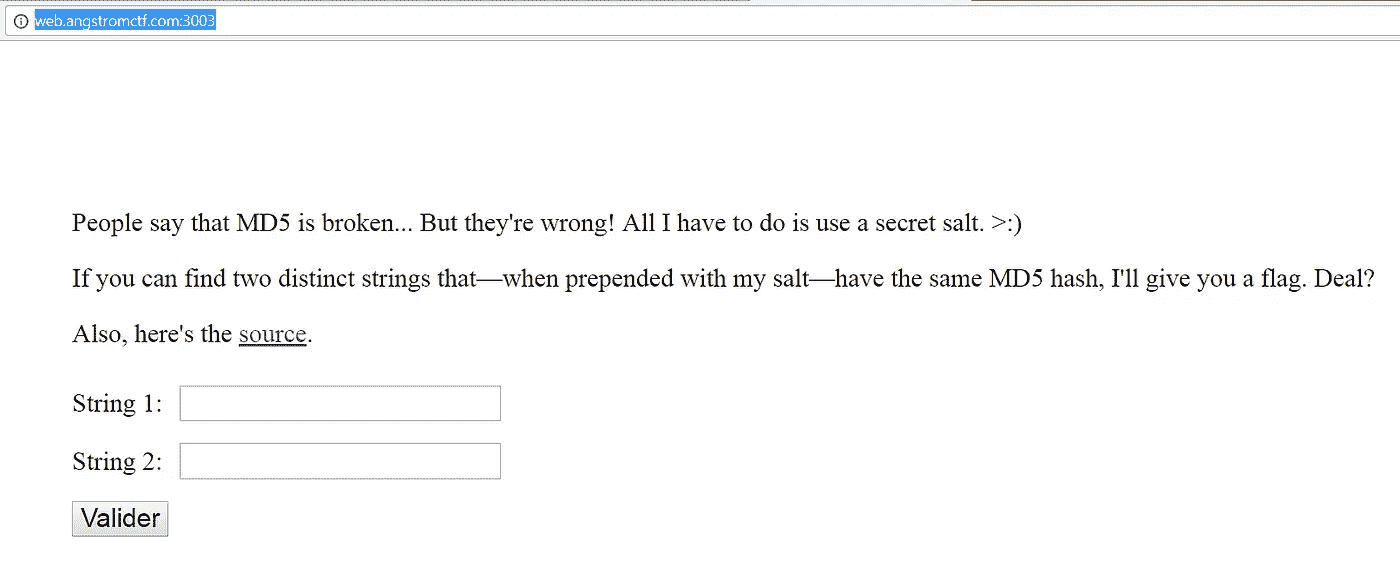 web.angstromctf.com:3003
People say that MD5 is broken... But they're wrong! All I have to do is use a secret salt. >:)
If you can find two distinct strings that—when prepended with my salt—have the same MD5 hash, I'll give you a flag. Deal?
Also, here's the source.
String 1:
String 2:
Valider